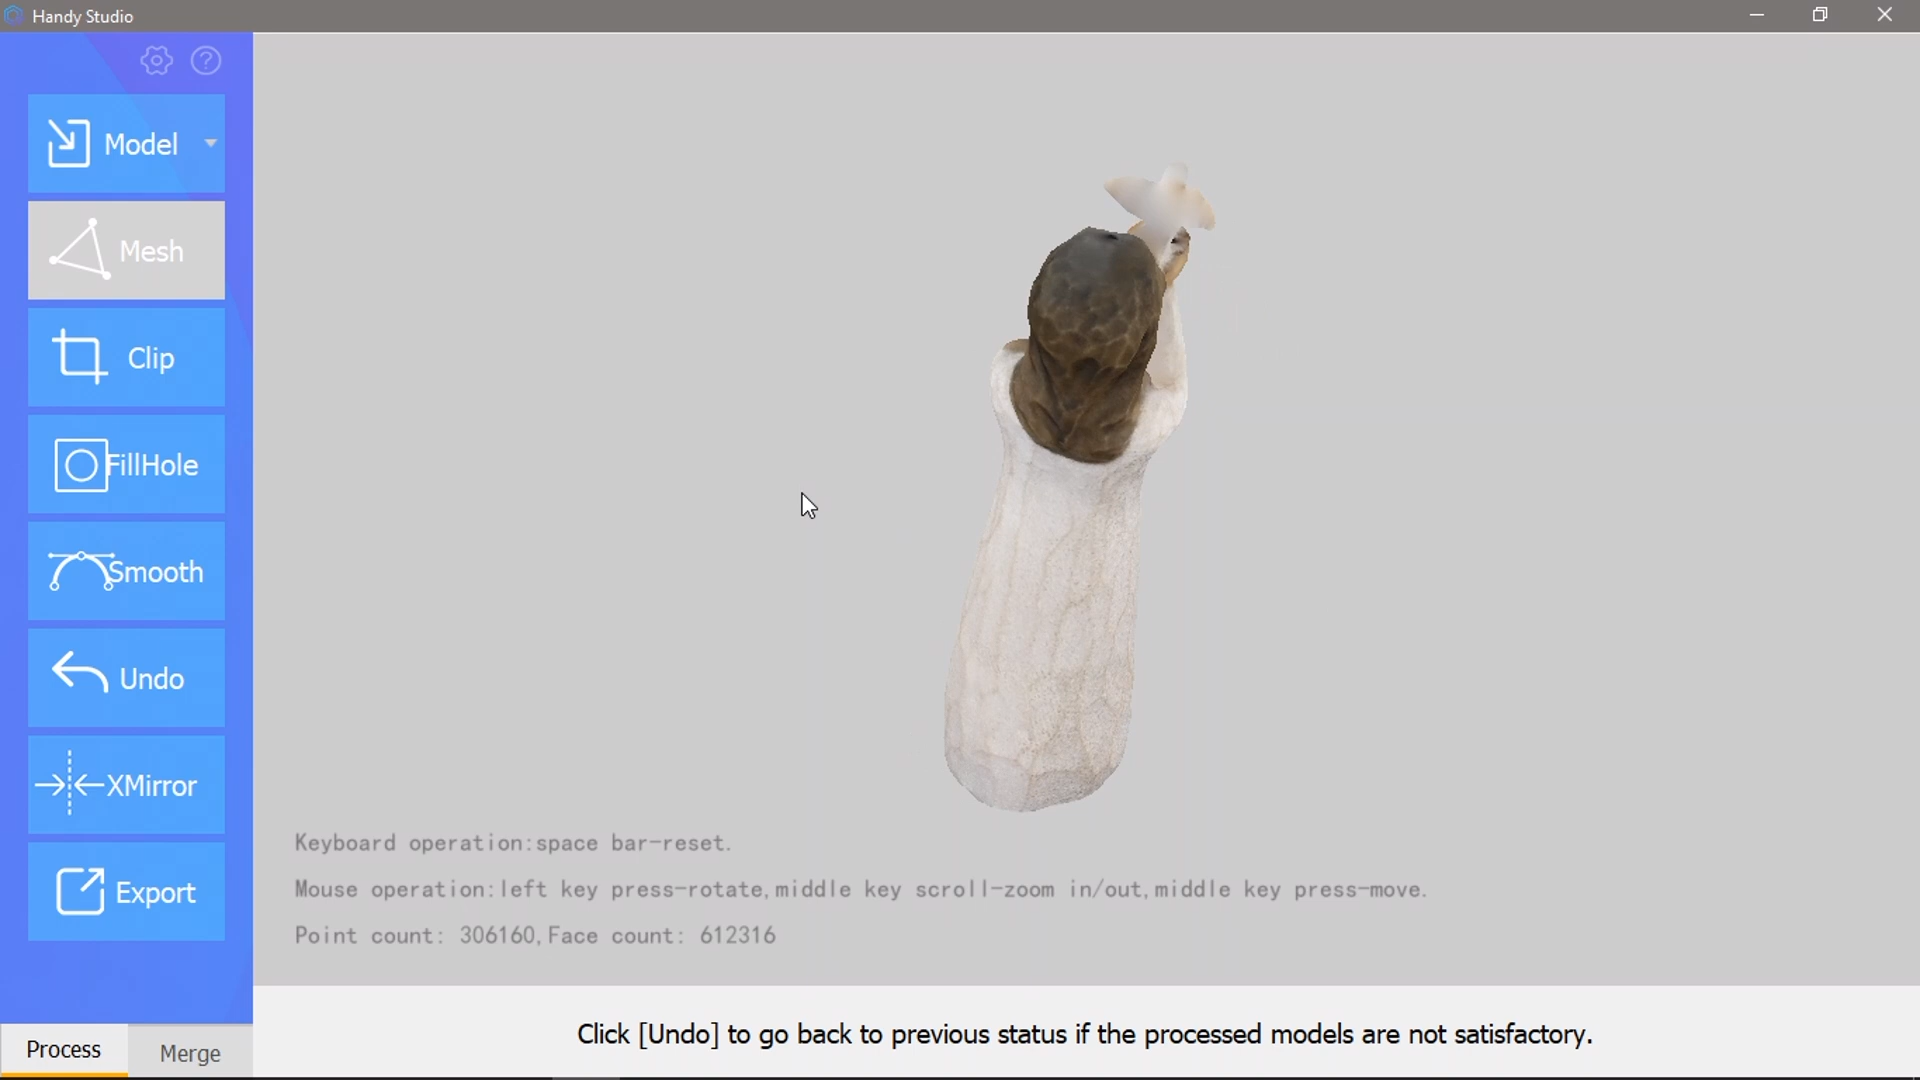 Handy Studio
Model
Mesh
Clip
FillHole
Smooth
Undo
XMirror
Export
Keyboard operation:space bar-reset.
Mouse operation:left key press-rotate,middle key scroll-zoom in/out,middle key press-move.
Point count: 306160,Face count: 612316
Click [Undo] to go back to previous status if the processed models are not satisfactory.
Process
Merge